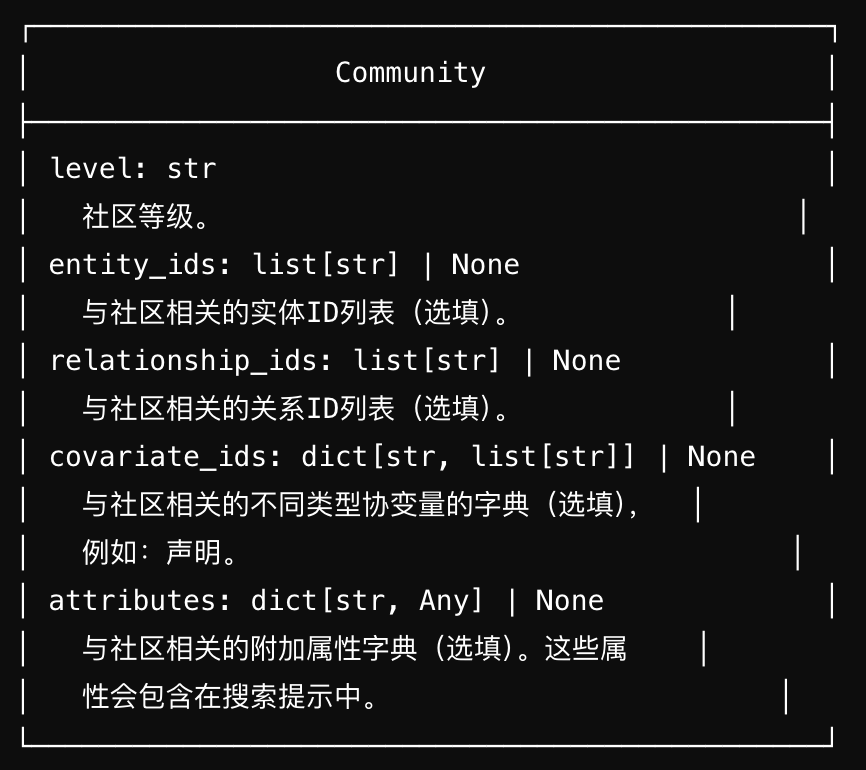 Community
level: str
社区等级。
entity_ids: list[str] | None
与社区相关的实体ID列表（选填）。
relationship_ids: list[str] | None
与社区相关的关系ID列表（选填）。
covariate_ids: dict[str, list[str]] | None
与社区相关的不同类型协变量的字典（选填），
例如：声明。
attributes: dict[str, Any] | None
与社区相关的附加属性字典（选填）。这些属
性会包含在搜索提示中。